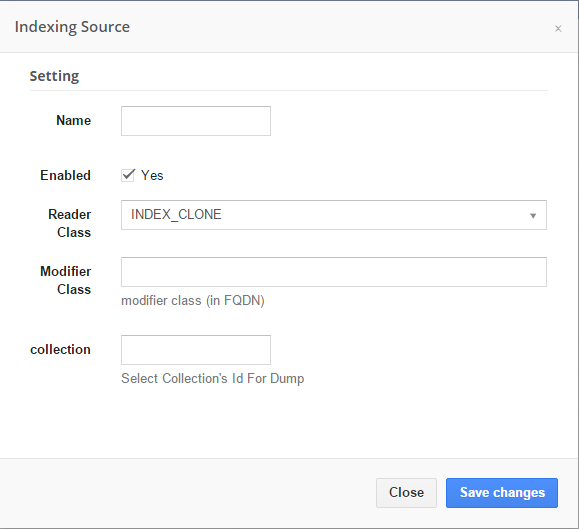 Indexing Source
×
Setting
Name
Enabled
Yes
Reader
Class
INDEX_CLONE
Modifier
Class
modifier class (in FQDN)
collection
Select Collection's Id For Dump
Close
Save changes